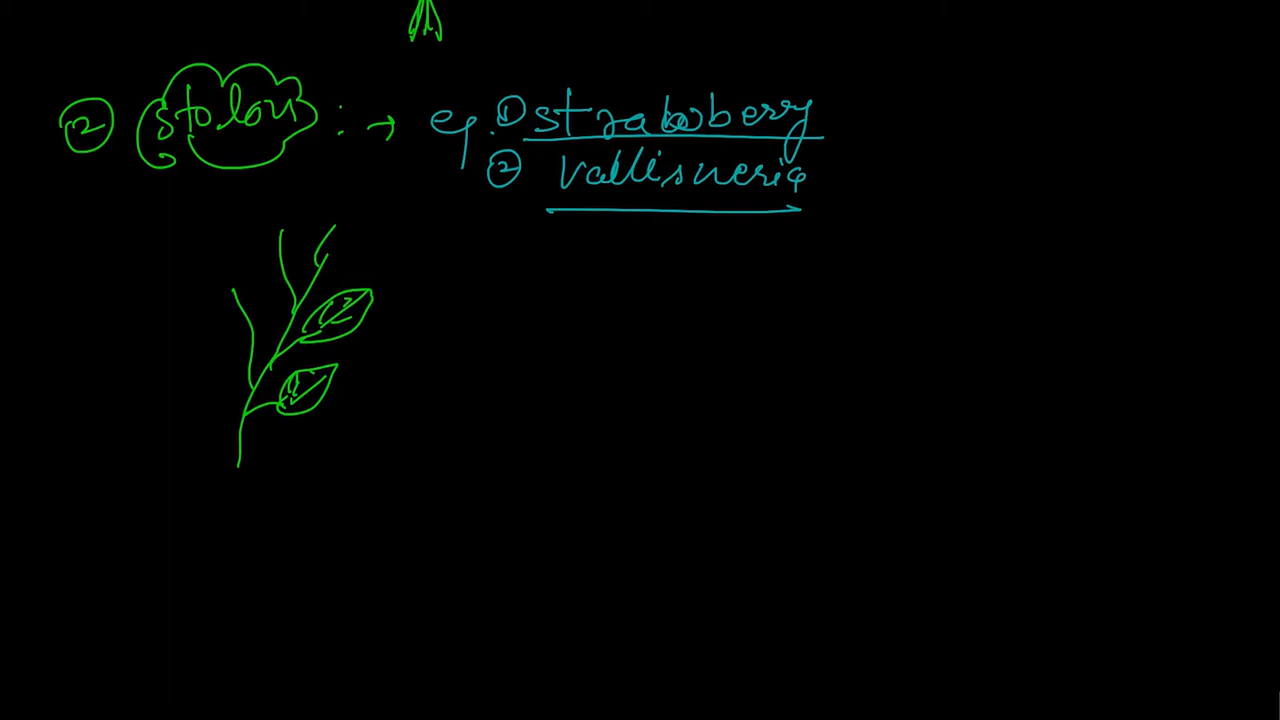 ② stolon : → eg. ① strawberry
② vallisneria